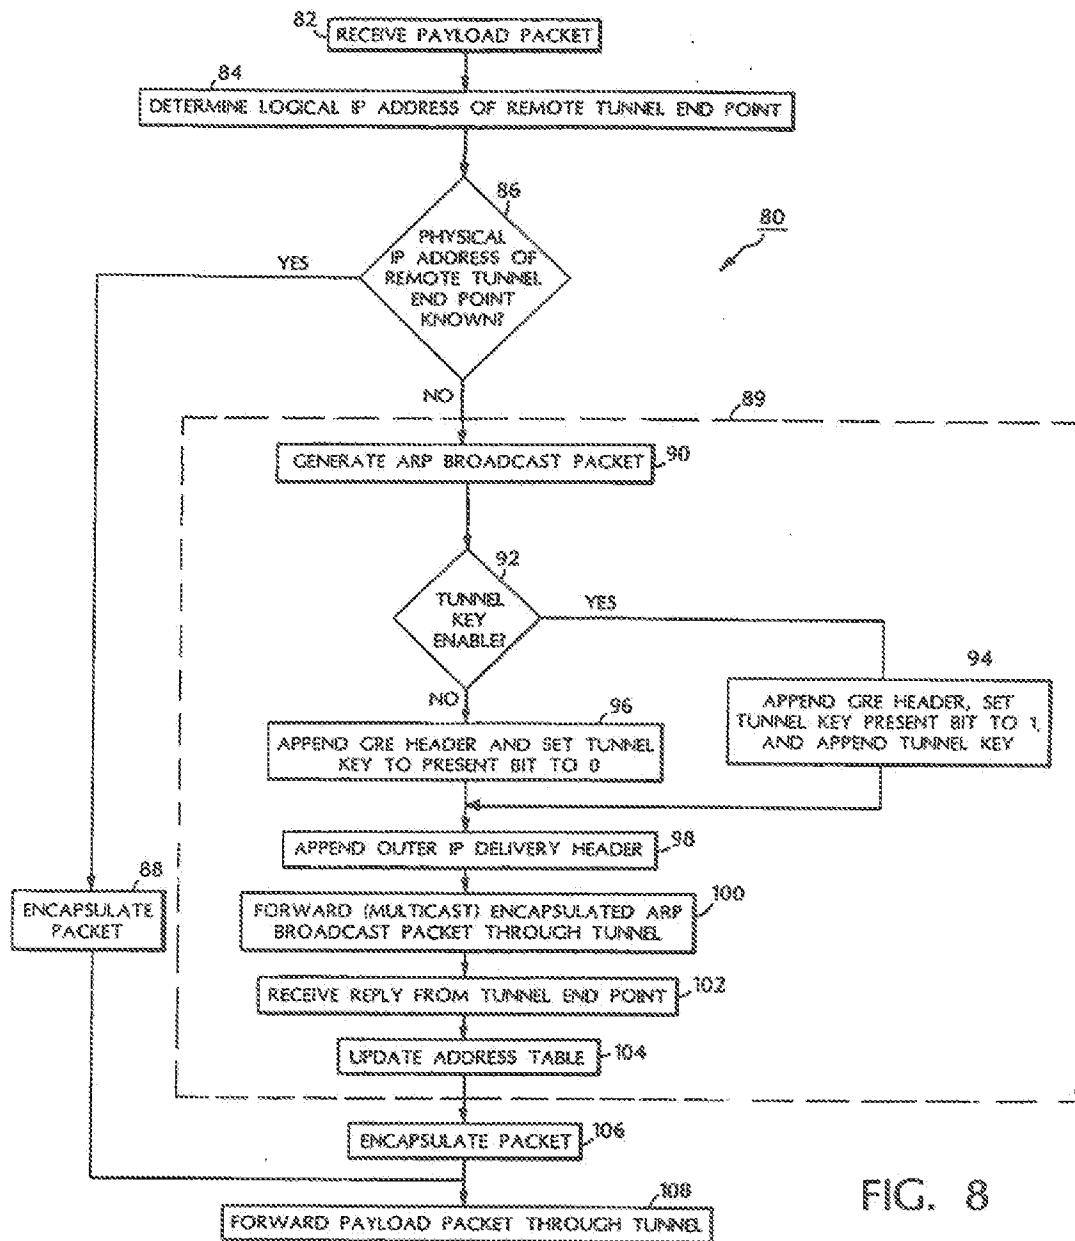 82
RECEIVE PAYLOAD PACKET
84
DETERMINE LOGICAL IP ADDRESS OF REMOTE TUNNEL END POINT
86
PHYSICAL
IP ADDRESS OF
REMOTE TUNNEL
END POINT
KNOWN?
YES
80
NO
89
GENERATE ARP BROADCAST PACKET
90
92
TUNNEL
KEY
ENABLE?
YES
NO
94
APPEND GRE HEADER, SET
TUNNEL KEY PRESENT BIT TO 1,
AND APPEND TUNNEL KEY
96
APPEND GRE HEADER AND SET TUNNEL
KEY TO PRESENT BIT TO 0
APPEND OUTER IP DELIVERY HEADER
98
88
ENCAPSULATE
PACKET
FORWARD (MULTICAST) ENCAPSULATED ARP
BROADCAST PACKET THROUGH TUNNEL
100
RECEIVE REPLY FROM TUNNEL END POINT
102
UPDATE ADDRESS TABLE
104
ENCAPSULATE PACKET
106
108
FORWARD PAYLOAD PACKET THROUGH TUNNEL
FIG. 8